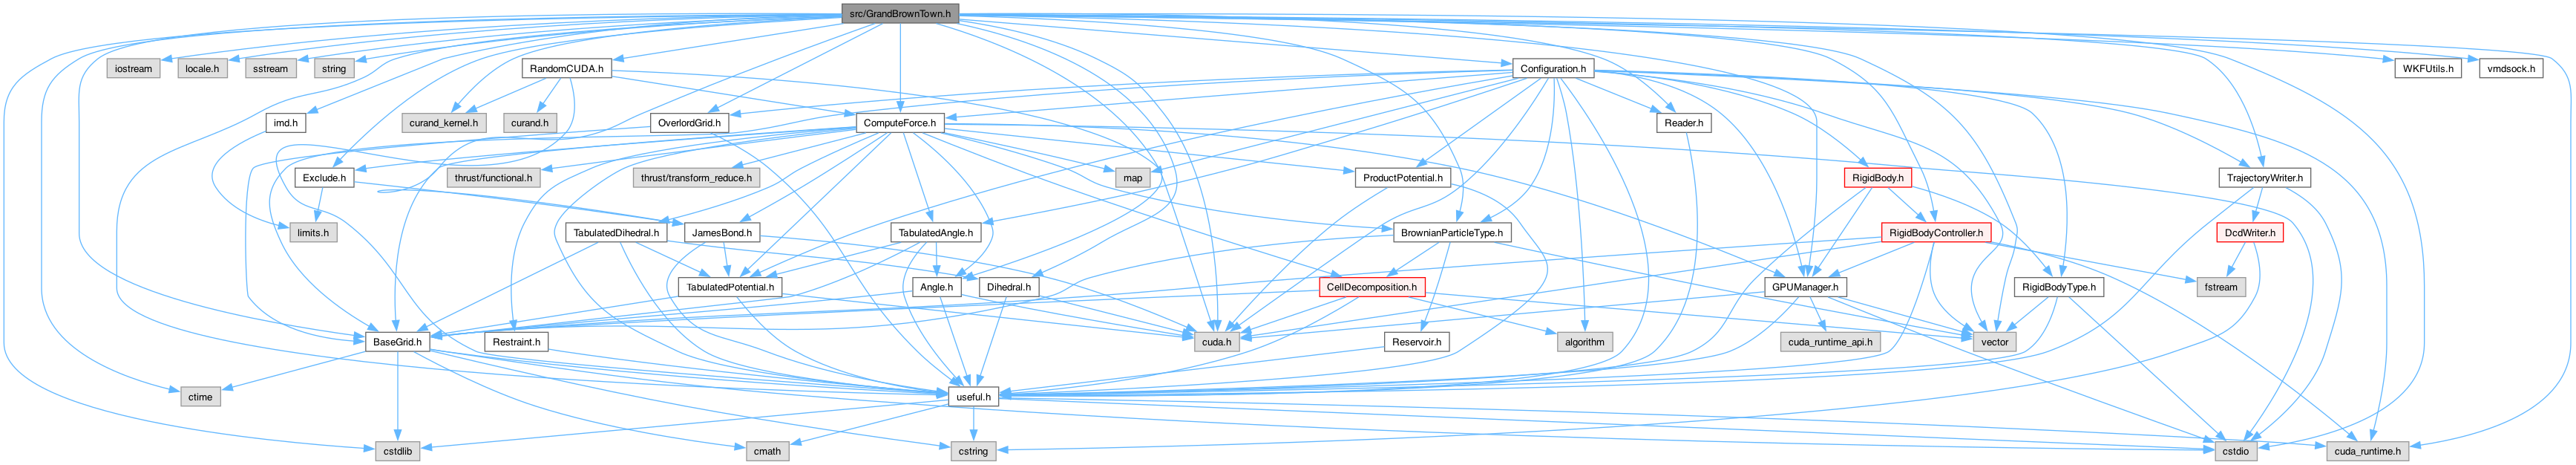 src/GrandBrownTown.h
iostream
locale.h
sstream
string
RandomCUDA.h
Configuration.h
WKFUtils.h
vmdsock.h
imd.h
curand_kernel.h
curand.h
OverlordGrid.h
ComputeForce.h
Reader.h
Exclude.h
thrust/functional.h
thrust/transform_reduce.h
map
ProductPotential.h
RigidBody.h
TrajectoryWriter.h
limits.h
TabulatedDihedral.h
JamesBond.h
TabulatedAngle.h
BrownianParticleType.h
RigidBodyController.h
DcdWriter.h
TabulatedPotential.h
Angle.h
Dihedral.h
CellDecomposition.h
GPUManager.h
RigidBodyType.h
fstream
BaseGrid.h
Restraint.h
cuda.h
Reservoir.h
algorithm
cuda_runtime_api.h
vector
ctime
useful.h
cstdlib
cmath
cstring
cstdio
cuda_runtime.h